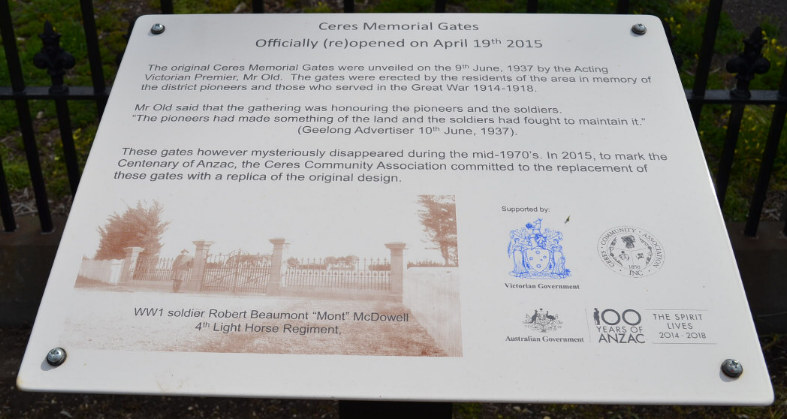 Ceres Memorial Gates
Officially (re)opened on April 19th 2015
The original Ceres Memorial Gates were unveiled on the 9th June, 1937 by the Acting
Victorian Premier, Mr Old. The gates were erected by the residents of the area in memory of
the district pioneers and those who served in the Great War 1914-1918.
Mr Old said that the gathering was honouring the pioneers and the soldiers.
"The pioneers had made something of the land and the soldiers had fought to maintain it."
(Geelong Advertiser 10th June, 1937).
These gates however mysteriously disappeared during the mid-1970's. In 2015, to mark the
Centenary of Anzac, the Ceres Community Association committed to the replacement of
these gates with a replica of the original design.
WW1 soldier Robert Beaumont "Mont" McDowell
4th Light Horse Regiment.
Supported by:
Victorian Government
CERES COMMUNITY ASSOCIATION
INC
Australian Government
100
YEARS OF
ANZAC
THE SPIRIT
LIVES
2014-2018